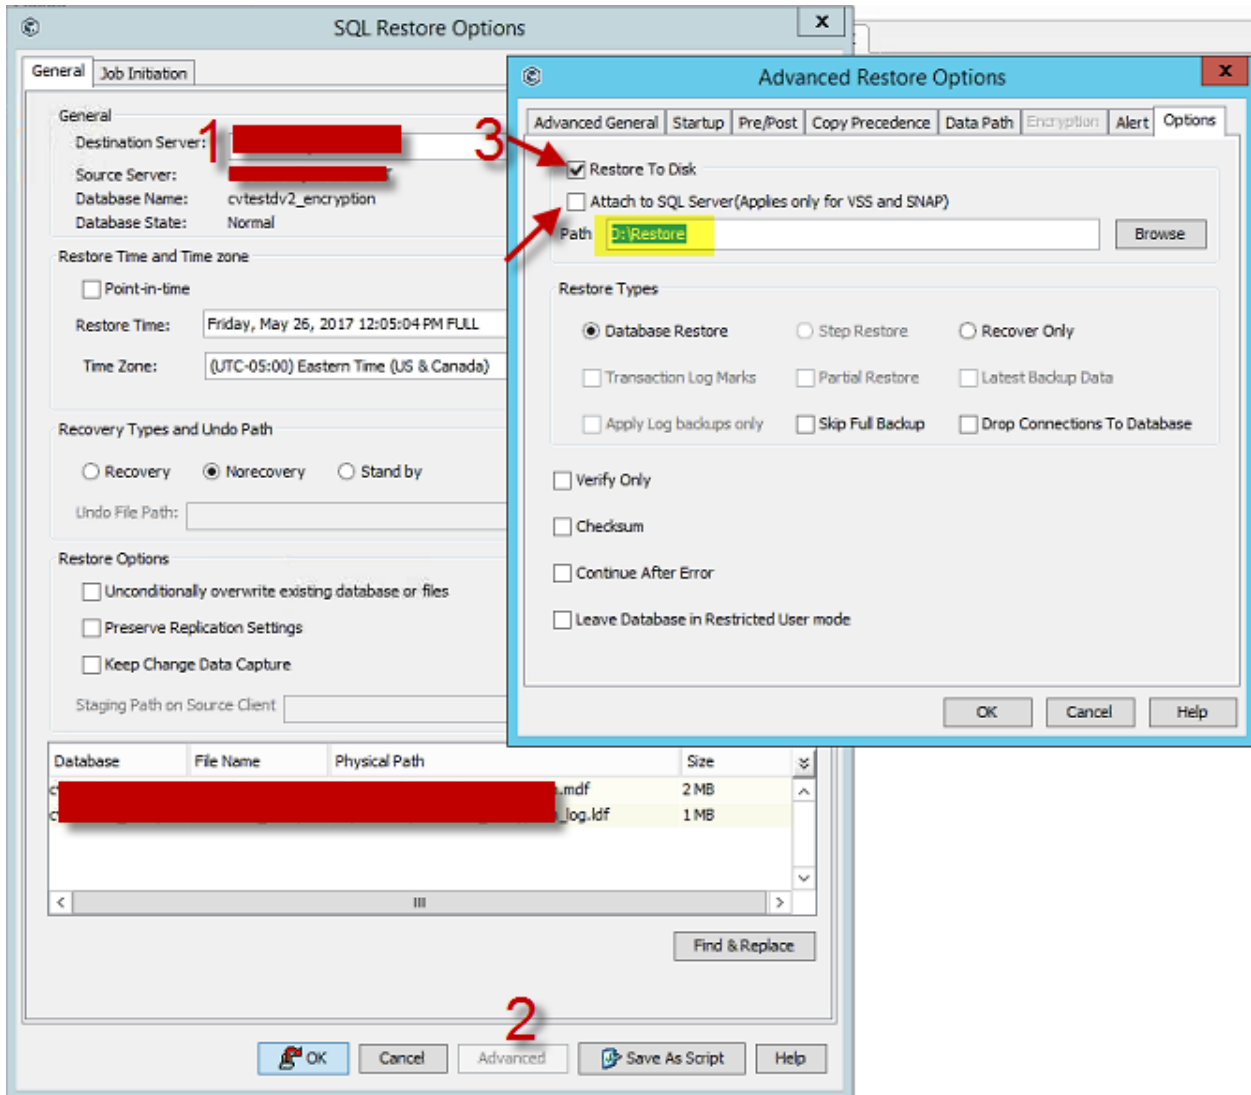 SQL Restore Options
x
General
Job Initiation
General
1
Destination Server:
Source Server:
Database Name: cvtestdv2_encryption
Database State: Normal
Restore Time and Time zone
Point-in-time
Restore Time: Friday, May 26, 2017 12:05:04 PM FULL
Time Zone: (UTC-05:00) Eastern Time (US & Canada)
Recovery Types and Undo Path
Recovery Norecovery Stand by
Undo File Path:
Restore Options
Unconditionally overwrite existing database or files
Preserve Replication Settings
Keep Change Data Capture
Staging Path on Source Client
Database File Name Physical Path Size
.mdf 2 MB
_log.ldf 1 MB
Find & Replace
2
OK Cancel Advanced Save As Script Help
Advanced Restore Options
x
Advanced General Startup Pre/Post Copy Precedence Data Path Encryption Alert Options
3
Restore To Disk
Attach to SQL Server(Applies only for VSS and SNAP)
Path D:\Restore Browse
Restore Types
Database Restore Step Restore Recover Only
Transaction Log Marks Partial Restore Latest Backup Data
Apply Log backups only Skip Full Backup Drop Connections To Database
Verify Only
Checksum
Continue After Error
Leave Database in Restricted User mode
OK Cancel Help